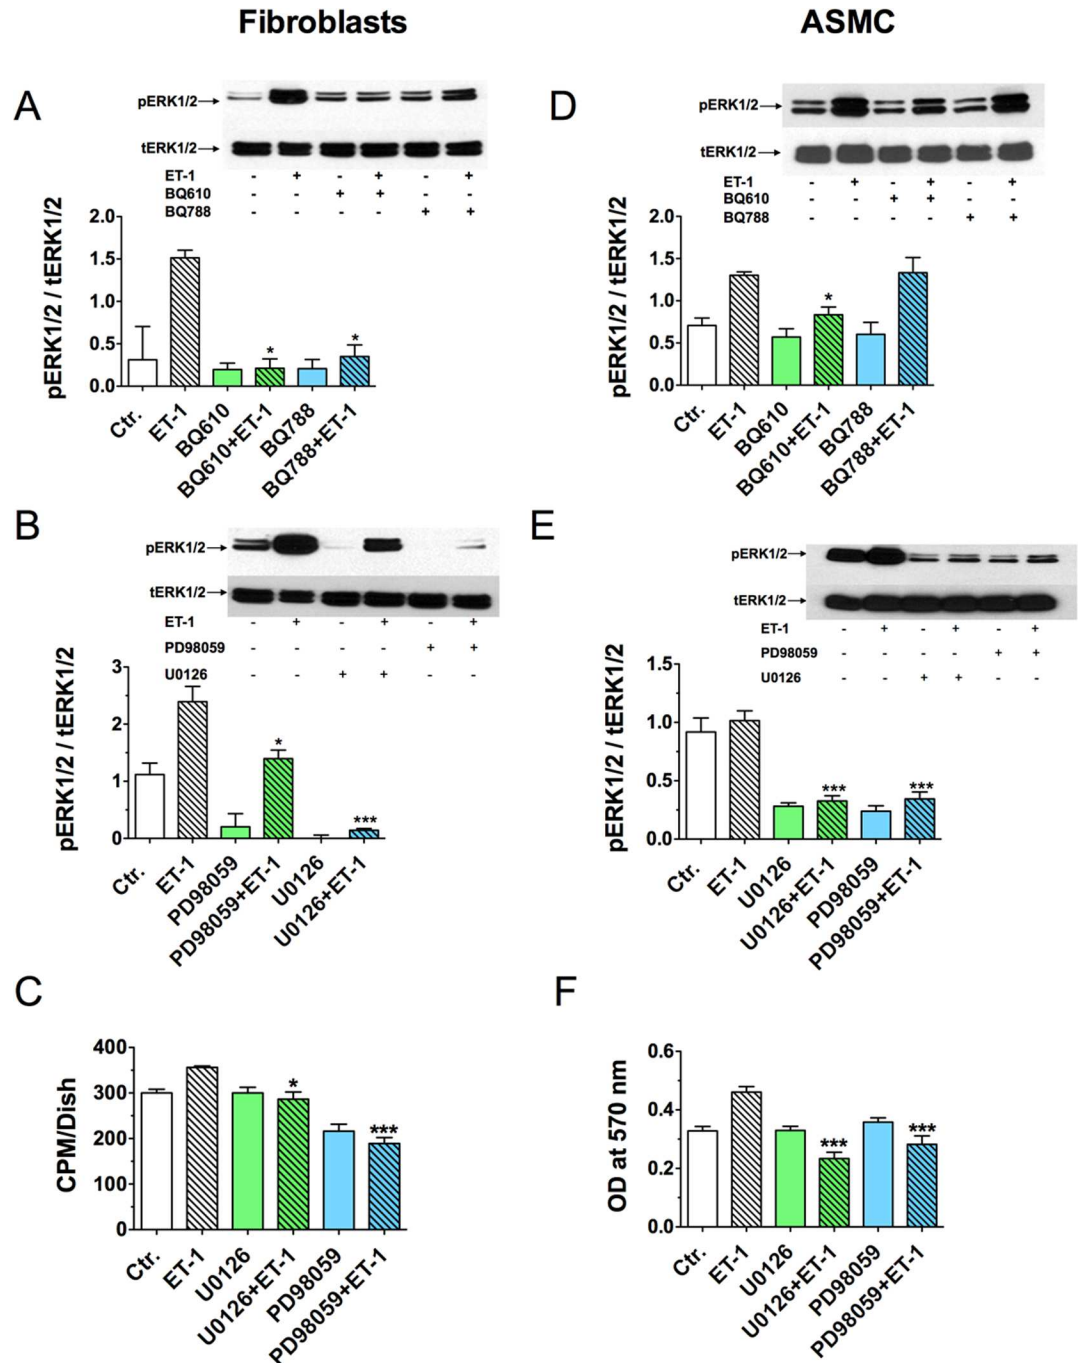 Fibroblasts
ASMC
A
pERK1/2
tERK1/2
ET-1 - + - + - +
BQ610 - - + + - -
BQ788 - - - - + +
pERK1/2 / tERK1/2
2.0
1.5
1.0
0.5
0.0
Ctr.
ET-1
BQ610
BQ610+ET-1
BQ788
BQ788+ET-1
*
*
D
pERK1/2
tERK1/2
ET-1 - + - + - +
BQ610 - - + + - -
BQ788 - - - - + +
pERK1/2 / tERK1/2
2.0
1.5
1.0
0.5
0.0
Ctr.
ET-1
BQ610
BQ610+ET-1
BQ788
BQ788+ET-1
*
B
pERK1/2
tERK1/2
ET-1 - + - + - +
PD98059 - - - - + +
U0126 - - + + - -
pERK1/2 / tERK1/2
3
2
1
0
Ctr.
ET-1
PD98059
PD98059+ET-1
U0126
U0126+ET-1
*
***
E
pERK1/2
tERK1/2
ET-1 - + - + - +
PD98059 - - - - + +
U0126 - - + + - -
pERK1/2 / tERK1/2
1.5
1.0
0.5
0.0
Ctr.
ET-1
U0126
U0126+ET-1
PD98059
PD98059+ET-1
***
***
C
CPM/Dish
400
300
200
100
0
Ctr.
ET-1
U0126
U0126+ET-1
PD98059
PD98059+ET-1
*
***
F
OD at 570 nm
0.6
0.4
0.2
0.0
Ctr.
ET-1
U0126
U0126+ET-1
PD98059
PD98059+ET-1
***
***